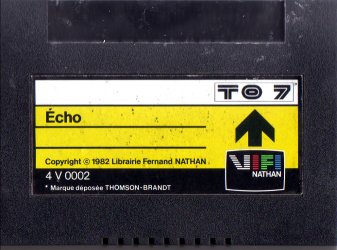 TO 7
Écho
Copyright © 1982 Librairie Fernand NATHAN
VIFI
NATHAN
4 V 0002
* Marque déposée THOMSON-BRANDT